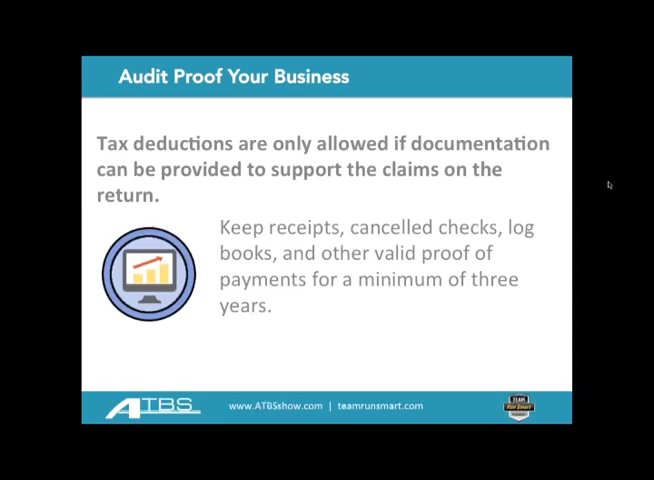 Audit Proof Your Business
Tax deductions are only allowed if documentation
can be provided to support the claims on the
return.
Keep receipts, cancelled checks, log
books, and other valid proof of
payments for a minimum of three
years.
ATBS
www.ATBSshow.com | teamrunsmart.com
TEAM
Run Smart